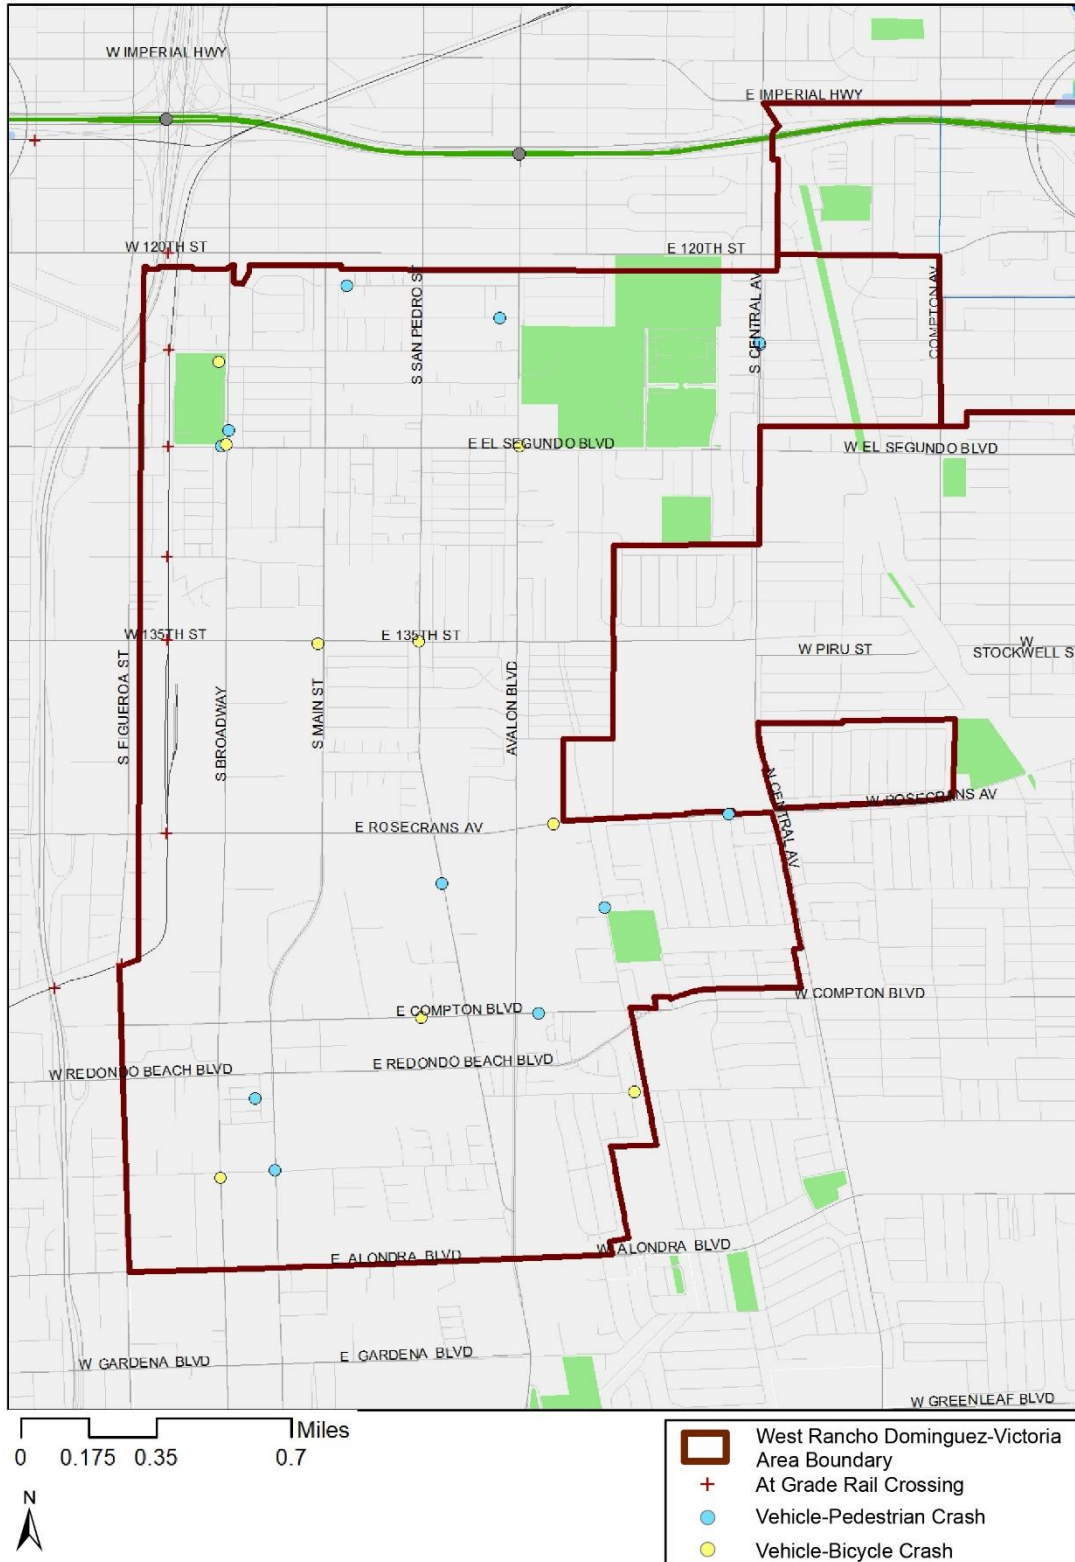 W IMPERIAL HWY
E IMPERIAL HWY
W 120TH ST
E 120TH ST
S SAN PEDRO ST
S CENTRAL AV
COMPTON AV
E EL SEGUNDO BLVD
W EL SEGUNDO BLVD
W 135TH ST
E 135TH ST
W PIRU ST
W
STOCKWELL S
S FIGUEROA ST
S BROADWAY
S MAIN ST
AVALON BLVD
N CENTRAL AV
W ROSECRANS AV
E ROSECRANS AV
W COMPTON BLVD
E COMPTON BLVD
E REDONDO BEACH BLVD
W REDONDO BEACH BLVD
E ALONDRA BLVD
W ALONDRA BLVD
E GARDENA BLVD
W GARDENA BLVD
W GREENLEAF BLVD
Miles
0 0.175 0.35 0.7
N
West Rancho Dominguez-Victoria
Area Boundary
At Grade Rail Crossing
Vehicle-Pedestrian Crash
Vehicle-Bicycle Crash